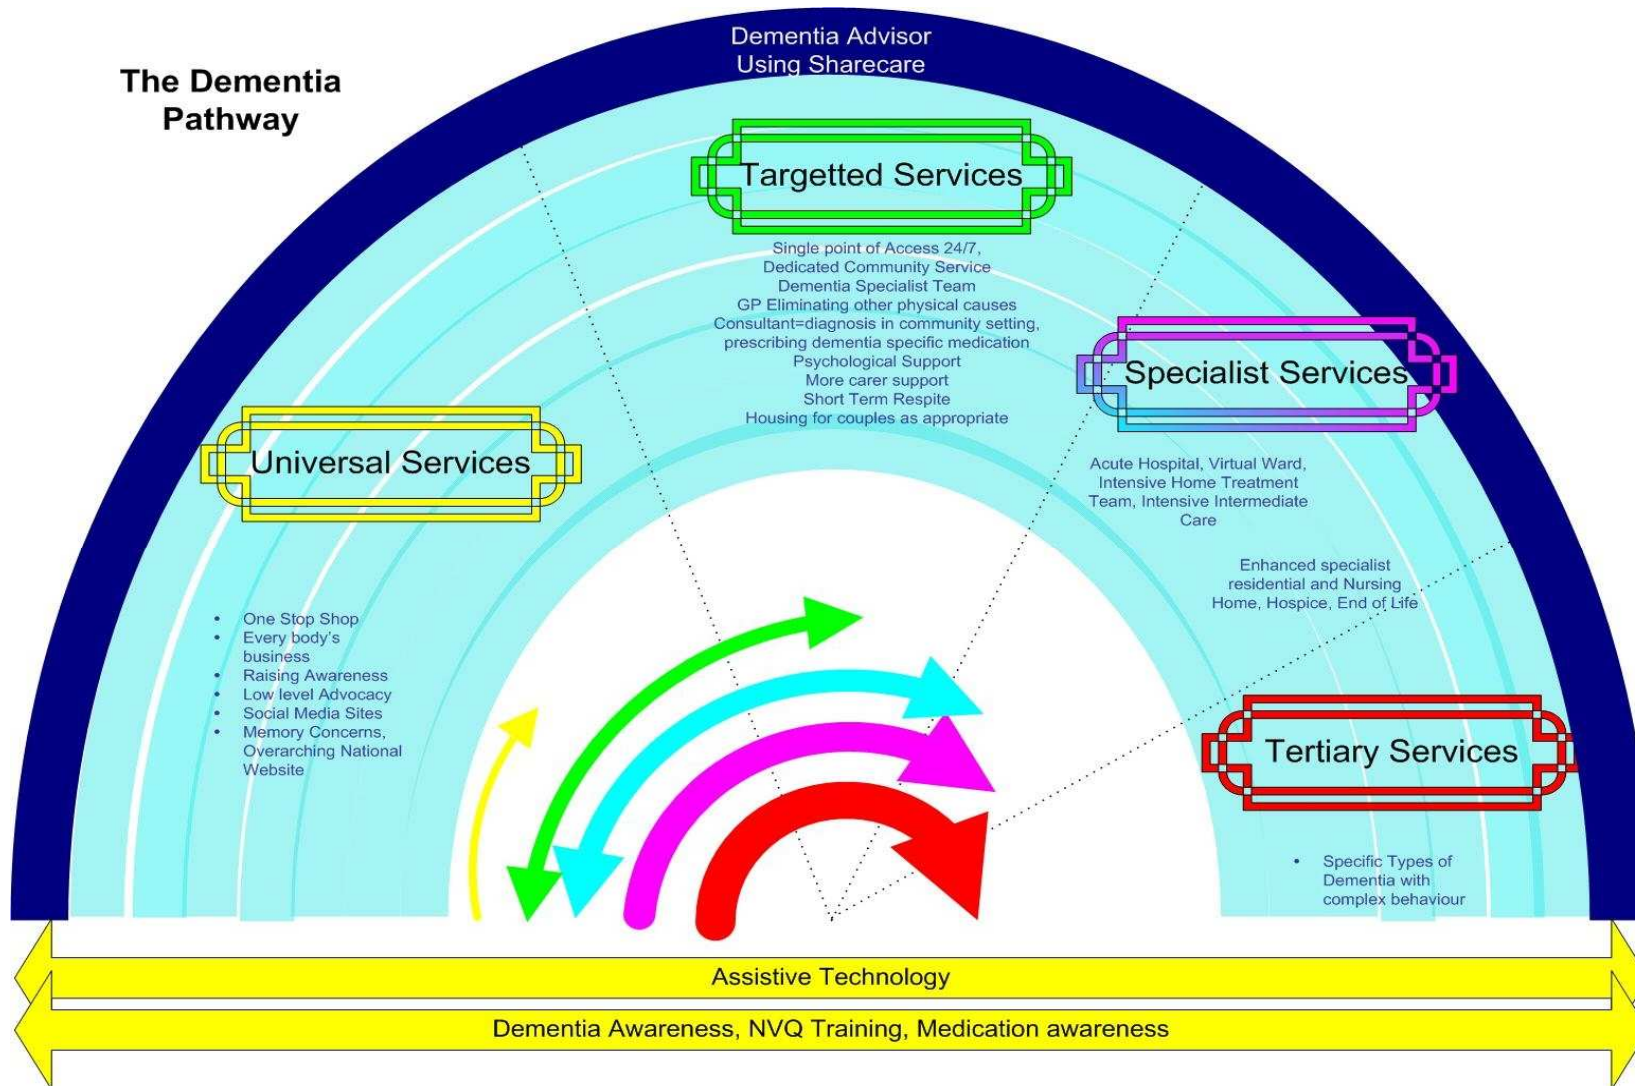 The Dementia
Pathway
Dementia Advisor
Using Sharecare
Universal Services
• One Stop Shop
• Every body's
business
• Raising Awareness
• Low level Advocacy
• Social Media Sites
• Memory Concerns,
Overarching National
Website
Targetted Services
Single point of Access 24/7,
Dedicated Community Service
Dementia Specialist Team
GP Eliminating other physical causes
Consultant=diagnosis in community setting,
prescribing dementia specific medication
Psychological Support
More carer support
Short Term Respite
Housing for couples as appropriate
Specialist Services
Acute Hospital, Virtual Ward,
Intensive Home Treatment
Team, Intensive Intermediate
Care
Enhanced specialist
residential and Nursing
Home, Hospice, End of Life
Tertiary Services
• Specific Types of
Dementia with
complex behaviour
Assistive Technology
Dementia Awareness, NVQ Training, Medication awareness